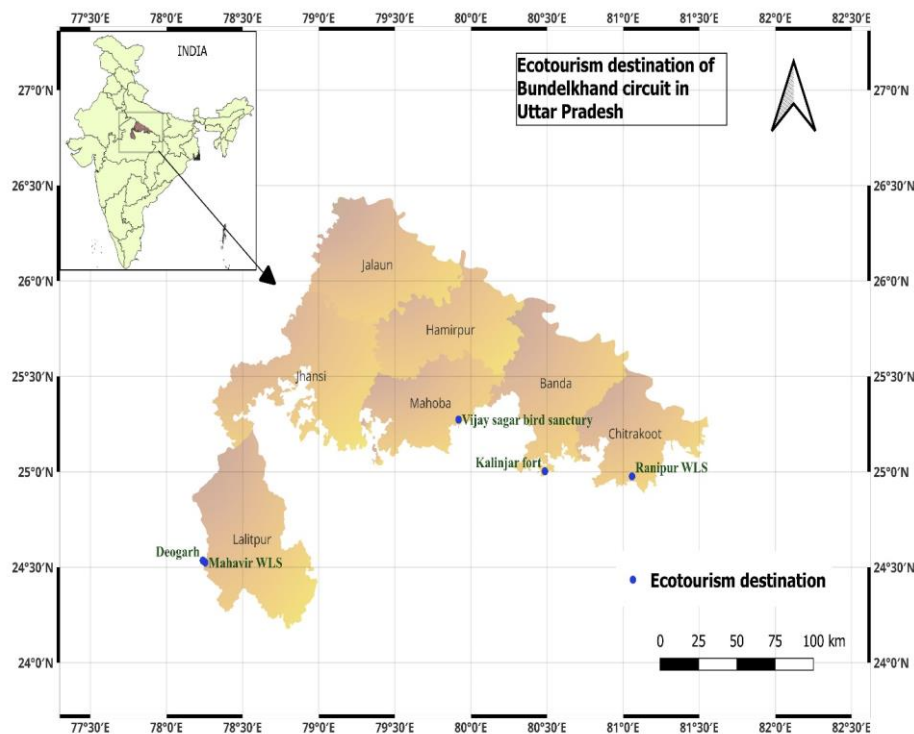 77°30'E 78°0'E 78°30'E 79°0'E 79°30'E 80°0'E 80°30'E 81°0'E 81°30'E 82°0'E 82°30'E
INDIA
Ecotourism destination of
Bundelkhand circuit in
Uttar Pradesh
27°0'N 27°0'N
26°30'N 26°30'N
Jalaun
26°0'N 26°0'N
Hamirpur
25°30'N 25°30'N
Jhansi
Banda
Mahoba
Vijay sagar bird sanctury
Chitrakoot
Kalinjar fort
Ranipur WLS
25°0'N 25°0'N
Lalitpur
Deogarh
Mahavir WLS
24°30'N 24°30'N
Ecotourism destination
0 25 50 75 100 km
24°0'N 24°0'N
77°30'E 78°0'E 78°30'E 79°0'E 79°30'E 80°0'E 80°30'E 81°0'E 81°30'E 82°0'E 82°30'E